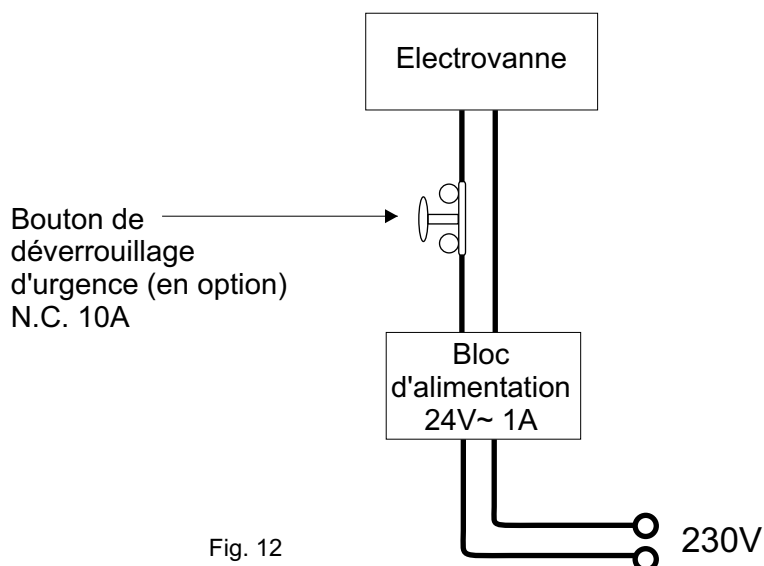 Electrovanne
Bouton de
déverrouillage
d'urgence (en option)
N.C. 10A
Bloc
d'alimentation
24V~ 1A
230V
Fig. 12